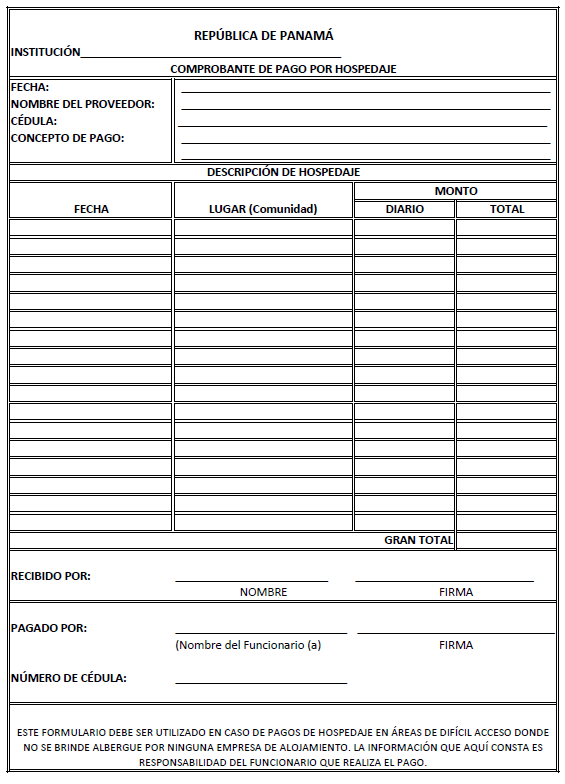 REPÚBLICA DE PANAMÁ
INSTITUCIÓN
COMPROBANTE DE PAGO POR HOSPEDAJE
FECHA:
NOMBRE DEL PROVEEDOR:
CÉDULA:
CONCEPTO DE PAGO:
DESCRIPCIÓN DE HOSPEDAJE
MONTO
FECHA LUGAR (Comunidad) DIARIO TOTAL
GRAN TOTAL
RECIBIDO POR:
NOMBRE FIRMA
PAGADO POR:
(Nombre del Funcionario (a) FIRMA
NÚMERO DE CÉDULA:
ESTE FORMULARIO DEBE SER UTILIZADO EN CASO DE PAGOS DE HOSPEDAJE EN ÁREAS DE DIFÍCIL ACCESO DONDE
NO SE BRINDE ALBERGUE POR NINGUNA EMPRESA DE ALOJAMIENTO. LA INFORMACIÓN QUE AQUÍ CONSTA ES
RESPONSABILIDAD DEL FUNCIONARIO QUE REALIZA EL PAGO.